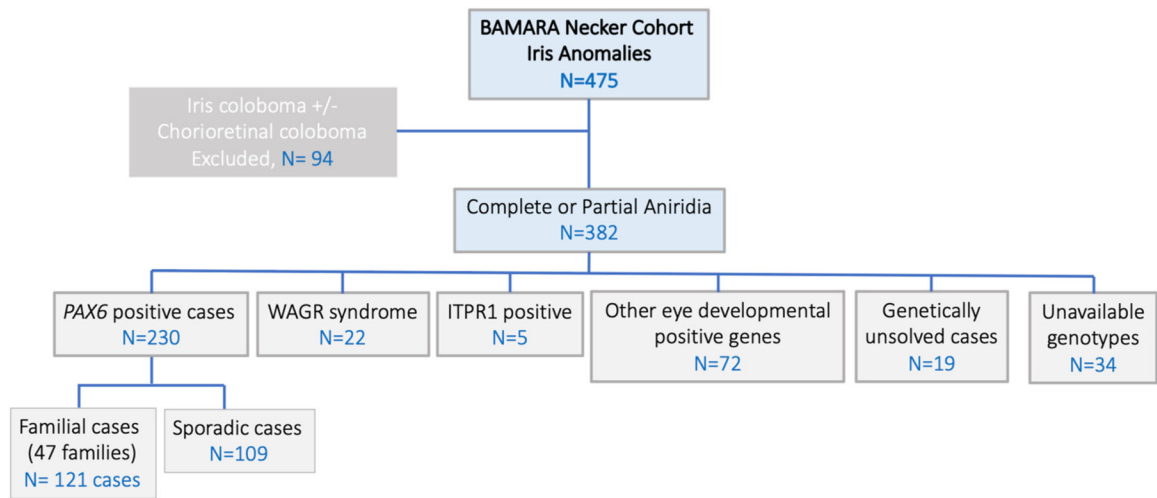 BAMARA Necker Cohort
Iris Anomalies
N=475
Iris coloboma +/-
Chorioretinal coloboma
Excluded, N= 94
Complete or Partial Aniridia
N=382
PAX6 positive cases
N=230
WAGR syndrome
N=22
ITPR1 positive
N=5
Other eye developmental
positive genes
N=72
Genetically
unsolved cases
N=19
Unavailable
genotypes
N=34
Familial cases
(47 families)
N= 121 cases
Sporadic cases
N=109